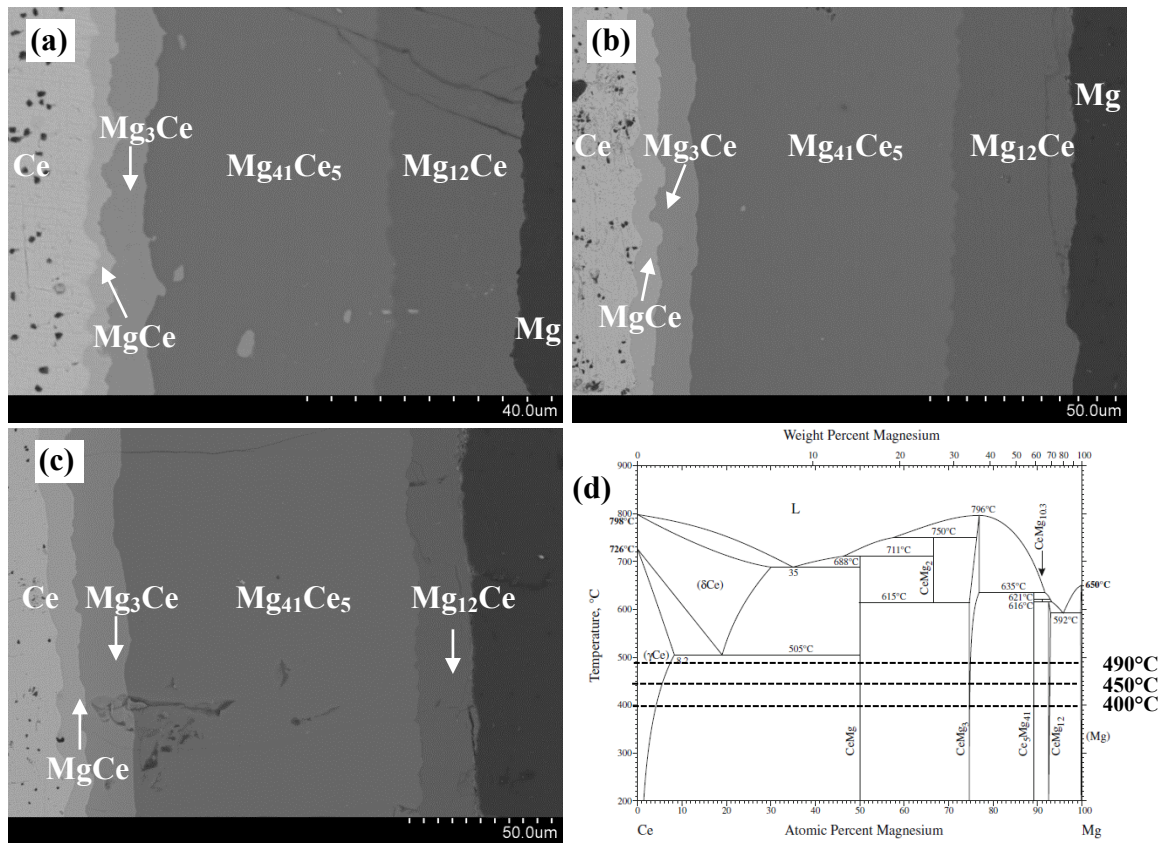 (a)
Mg3Ce
Ce
Mg41Ce5
Mg12Ce
MgCe
Mg
40.0um
(b)
Mg
Ce
Mg3Ce
Mg41Ce5
Mg12Ce
MgCe
50.0um
(c)
Ce
Mg3Ce
Mg41Ce5
Mg12Ce
MgCe
50.0um
(d)
Weight Percent Magnesium
0 10 20 30 40 50 60 70 80 100
900
800
700
600
500
400
300
200
Temperature, °C
L
798°C
726°C
796°C
750°C
711°C
688°C
35
(δCe)
CeMg2
CeMg10.3
650°C
635°C
621°C
616°C
615°C
592°C
505°C
(γCe)
8.2
490°C
450°C
400°C
CeMg
CeMg3
Ce5Mg41
CeMg12
(Mg)
0 10 20 30 40 50 60 70 80 90 100
Ce
Atomic Percent Magnesium
Mg